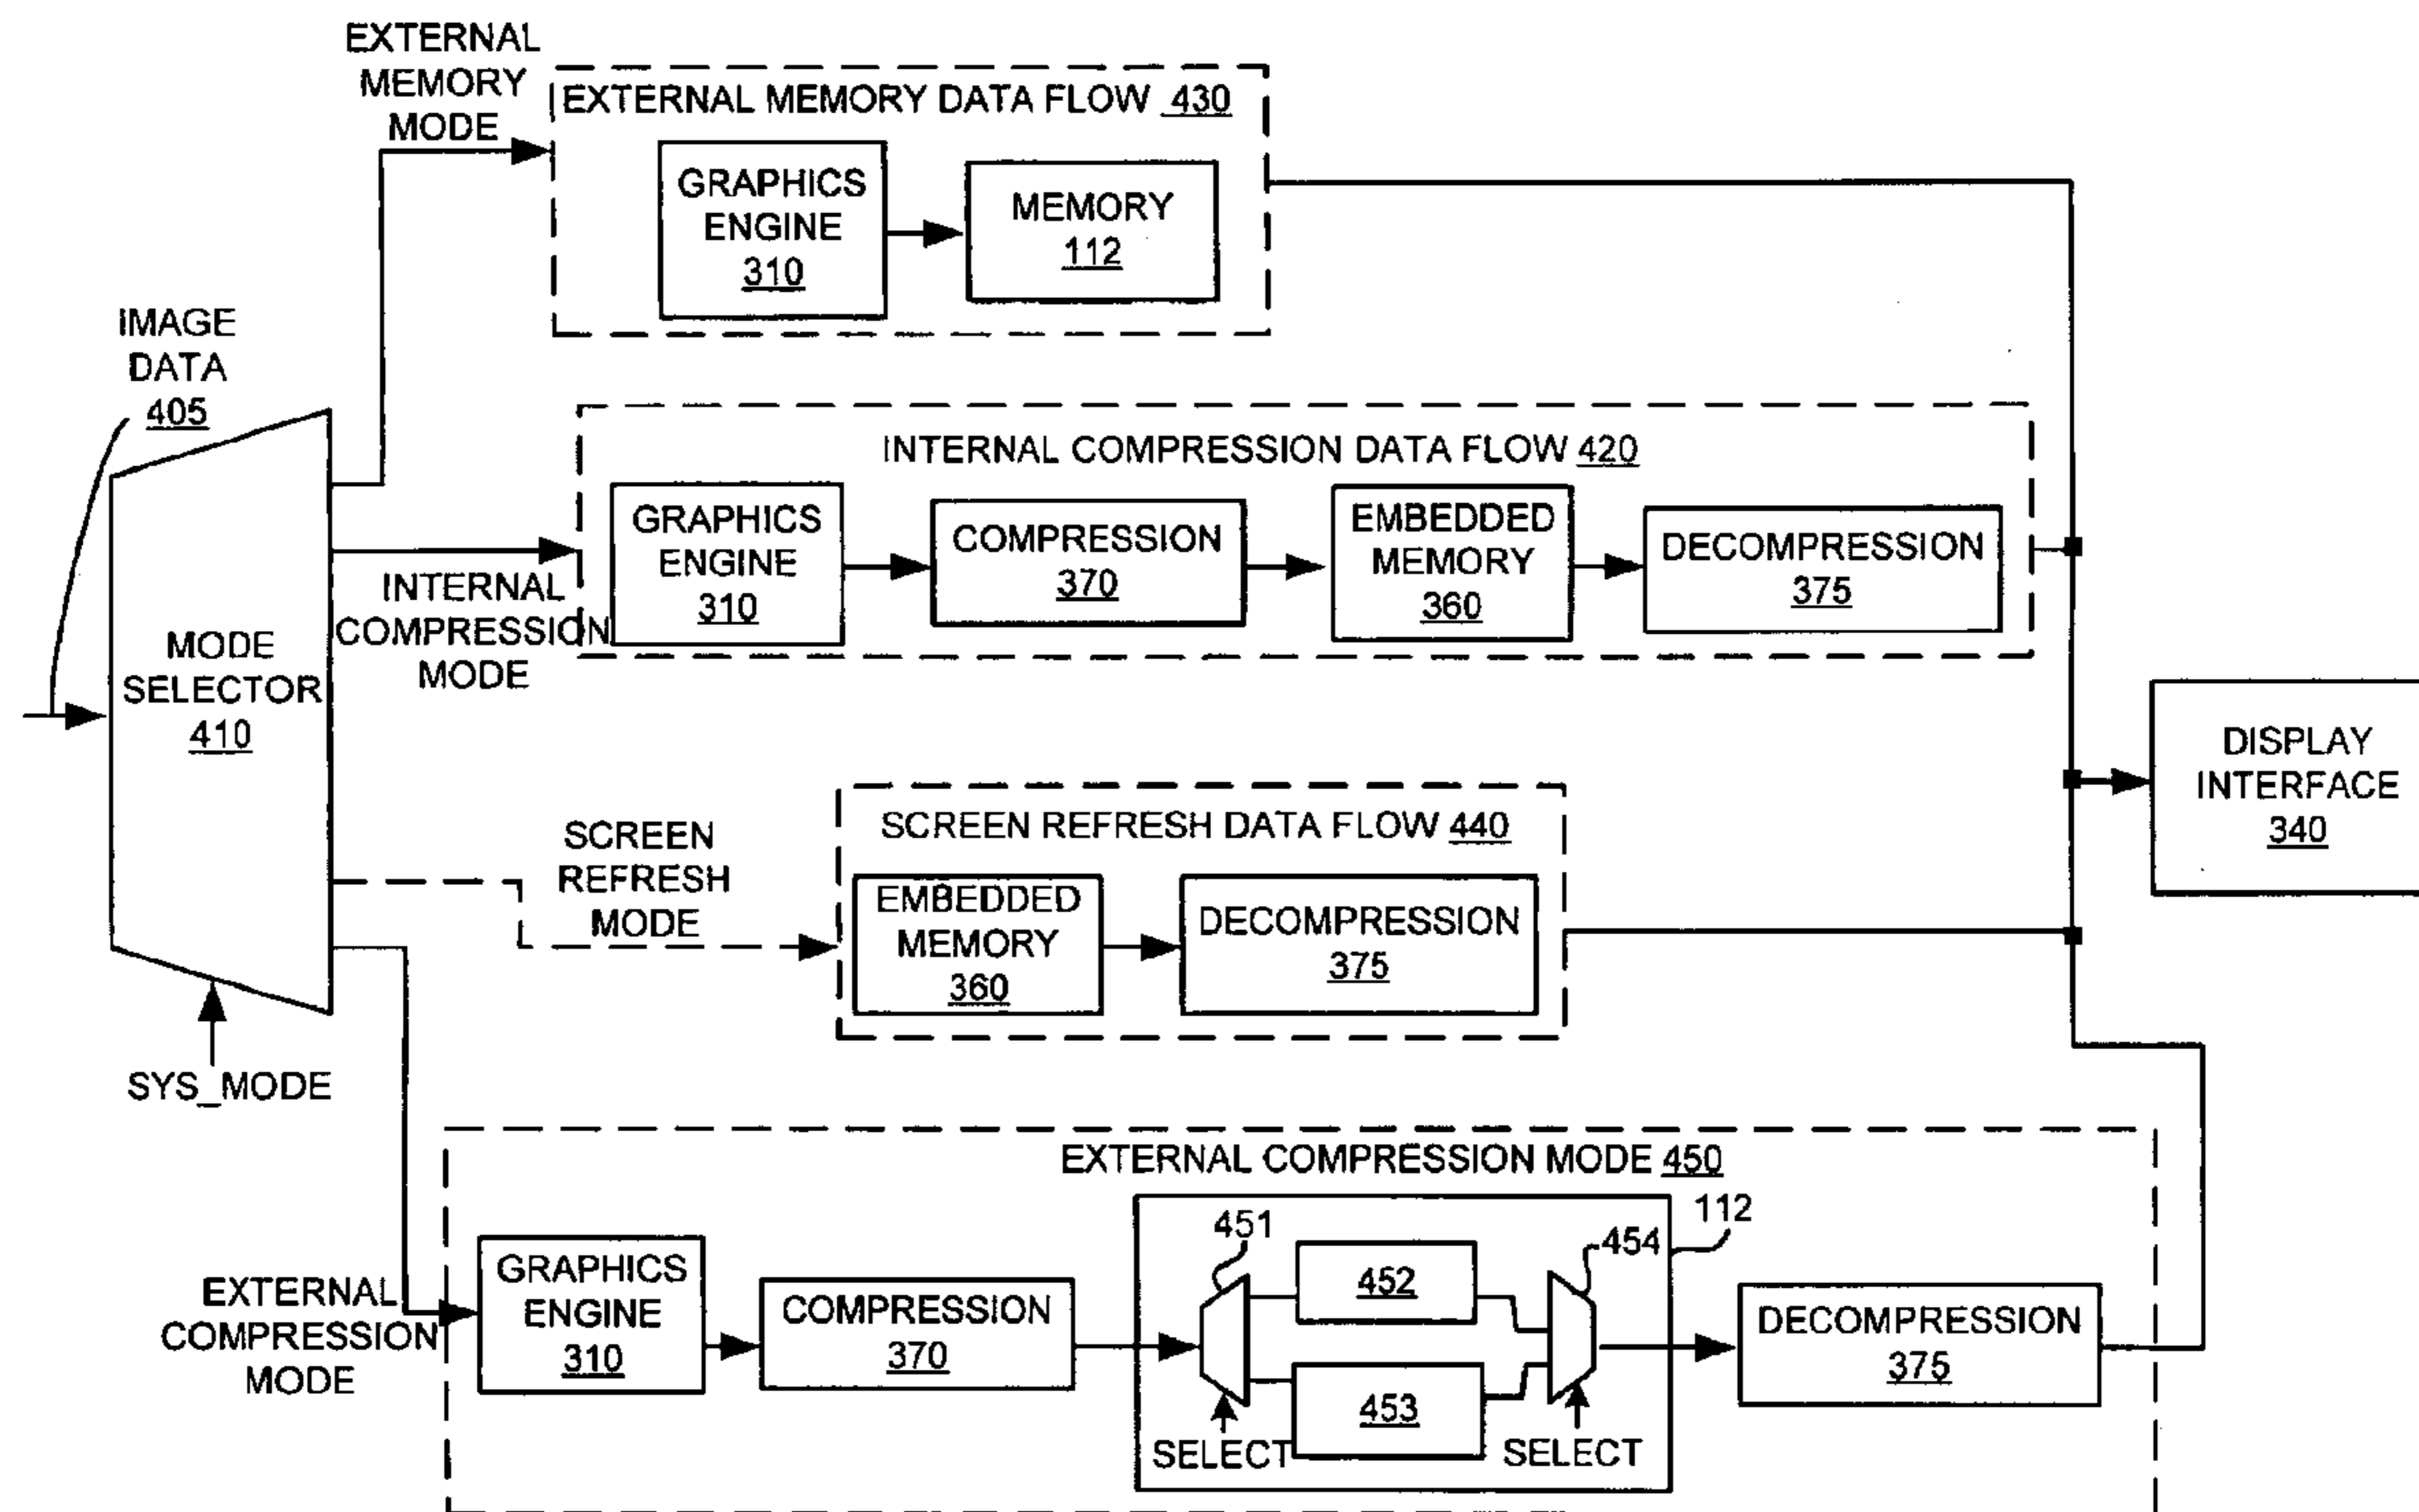 EXTERNAL
MEMORY
MODE
EXTERNAL MEMORY DATA FLOW 430
GRAPHICS
ENGINE
310
MEMORY
112
IMAGE
DATA
405
MODE
SELECTOR
410
SYS_MODE
INTERNAL
COMPRESSION
MODE
INTERNAL COMPRESSION DATA FLOW 420
GRAPHICS
ENGINE
310
COMPRESSION
370
EMBEDDED
MEMORY
360
DECOMPRESSION
375
SCREEN
REFRESH
MODE
SCREEN REFRESH DATA FLOW 440
EMBEDDED
MEMORY
360
DECOMPRESSION
375
DISPLAY
INTERFACE
340
EXTERNAL
COMPRESSION
MODE
EXTERNAL COMPRESSION MODE 450
GRAPHICS
ENGINE
310
COMPRESSION
370
451
SELECT
452
453
454
SELECT
112
DECOMPRESSION
375